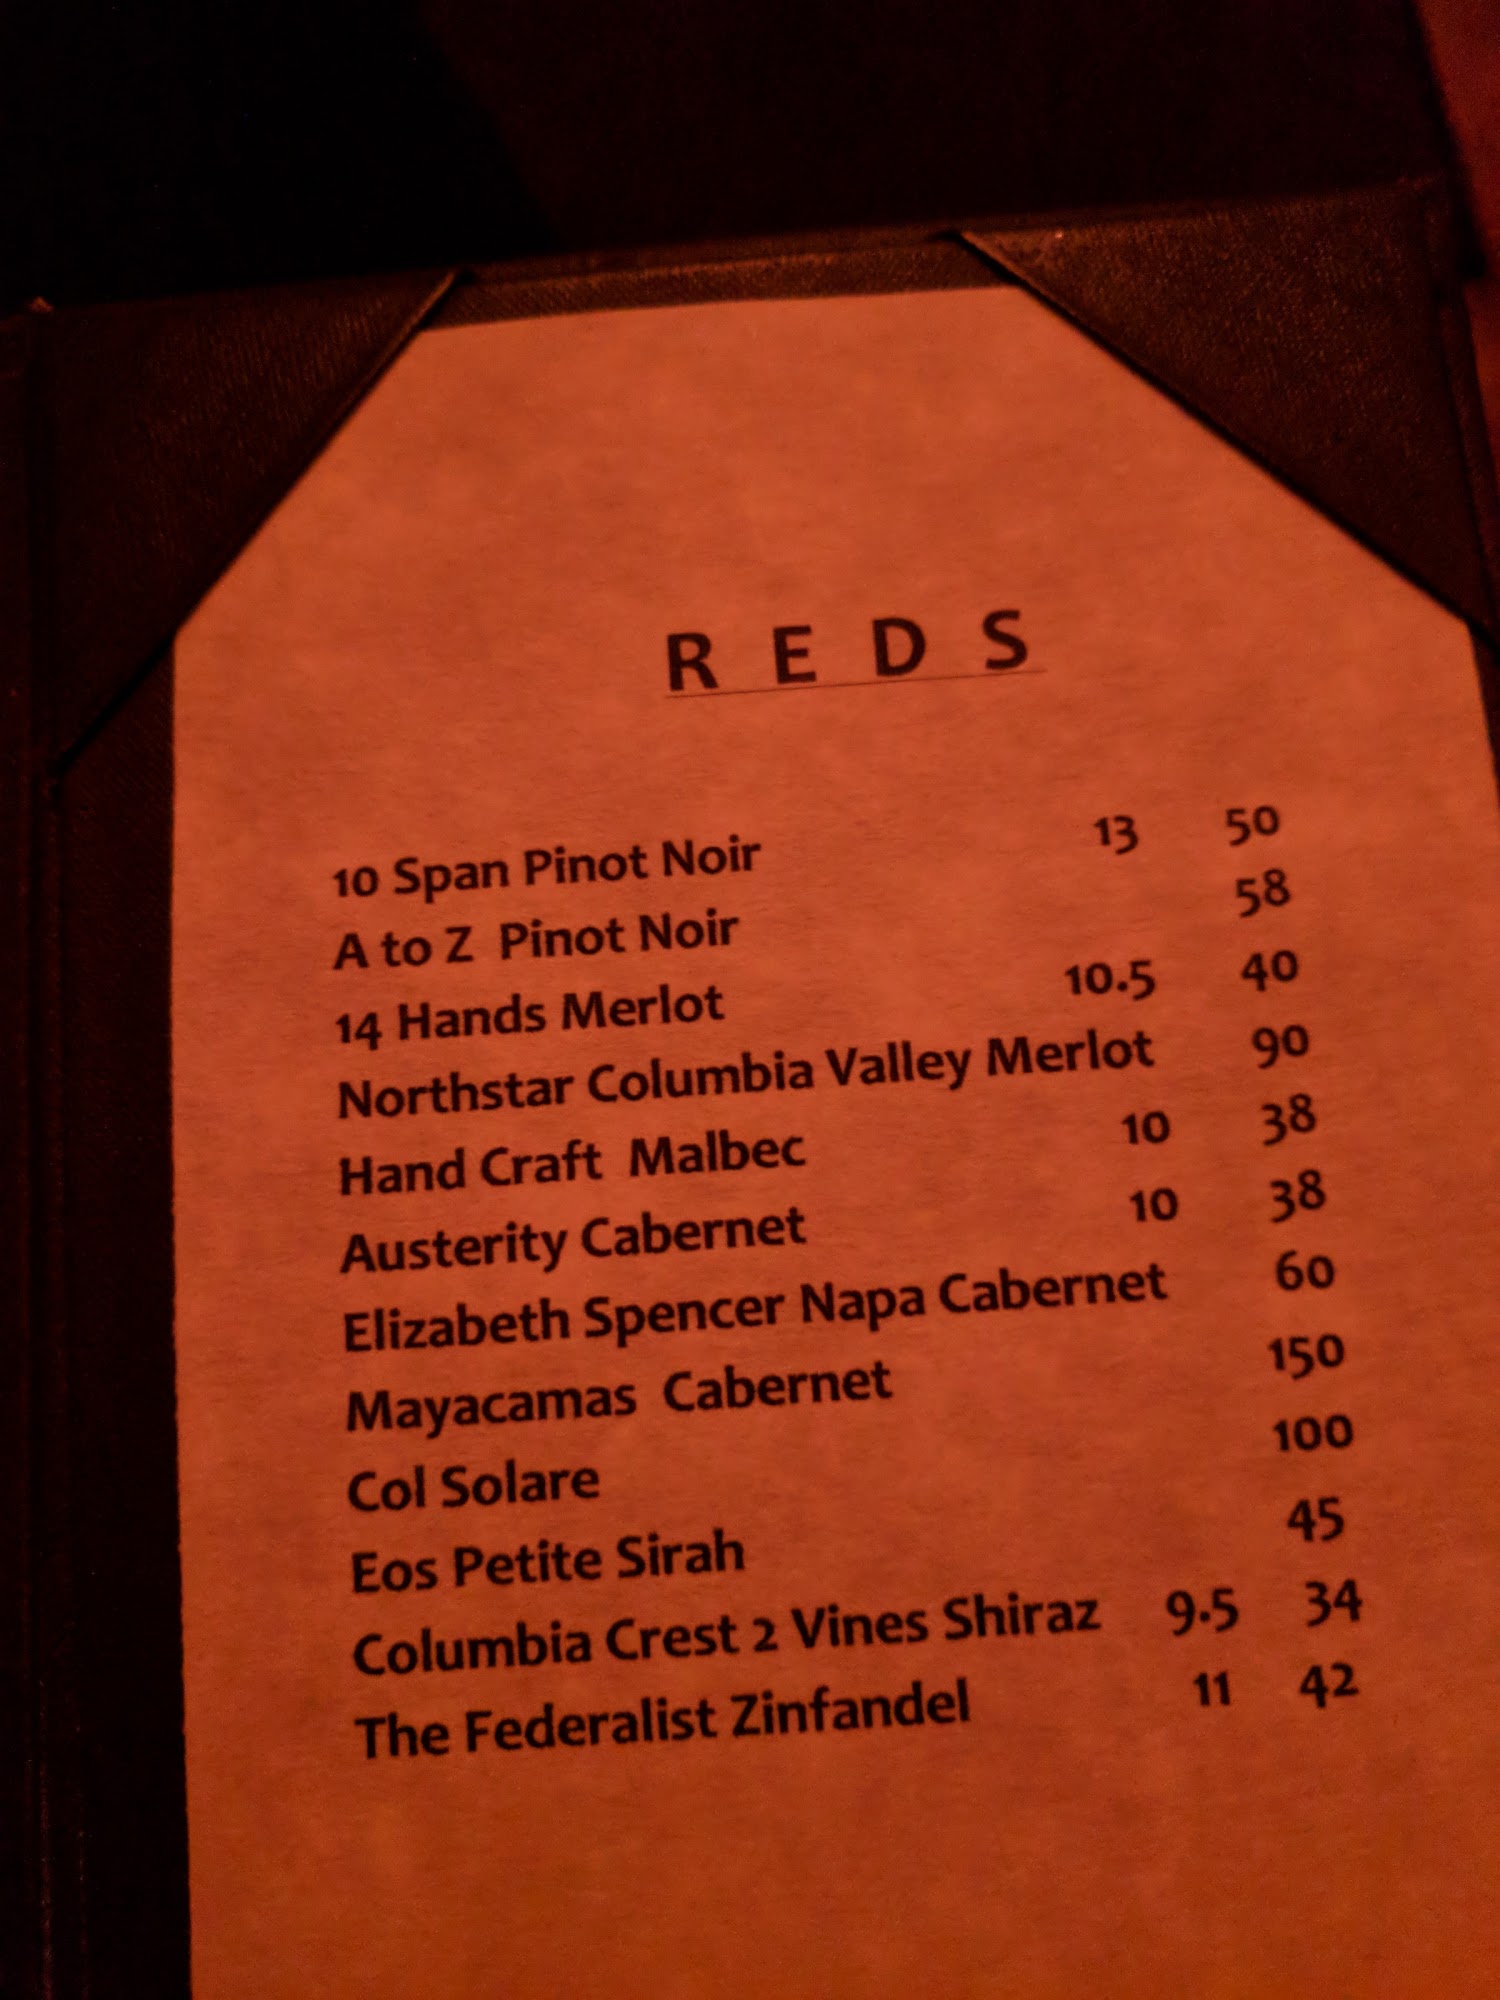 REDS
10 Span Pinot Noir 13 50
A to Z Pinot Noir 58
14 Hands Merlot 10.5 40
Northstar Columbia Valley Merlot 90
Hand Craft Malbec 10 38
Austerity Cabernet 10 38
Elizabeth Spencer Napa Cabernet 60
Mayacamas Cabernet 150
Col Solare 100
Eos Petite Sirah 45
Columbia Crest 2 Vines Shiraz 9.5 34
The Federalist Zinfandel 11 42